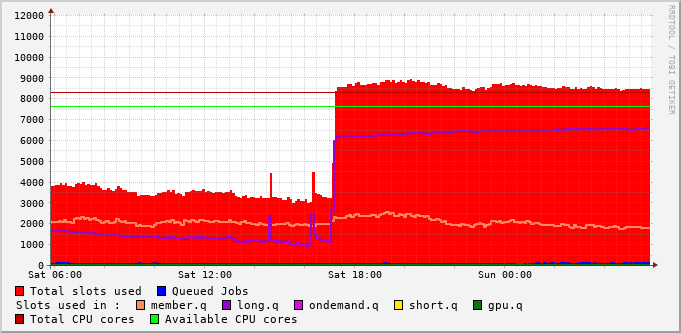 12000
11000
10000
9000
8000
7000
6000
5000
4000
3000
2000
1000
0
Sat 06:00 Sat 12:00 Sat 18:00 Sun 00:00
RRDTOOL / TOBI OETIKER
Total slots used Queued Jobs
Slots used in : member.q long.q ondemand.q short.q gpu.q
Total CPU cores Available CPU cores